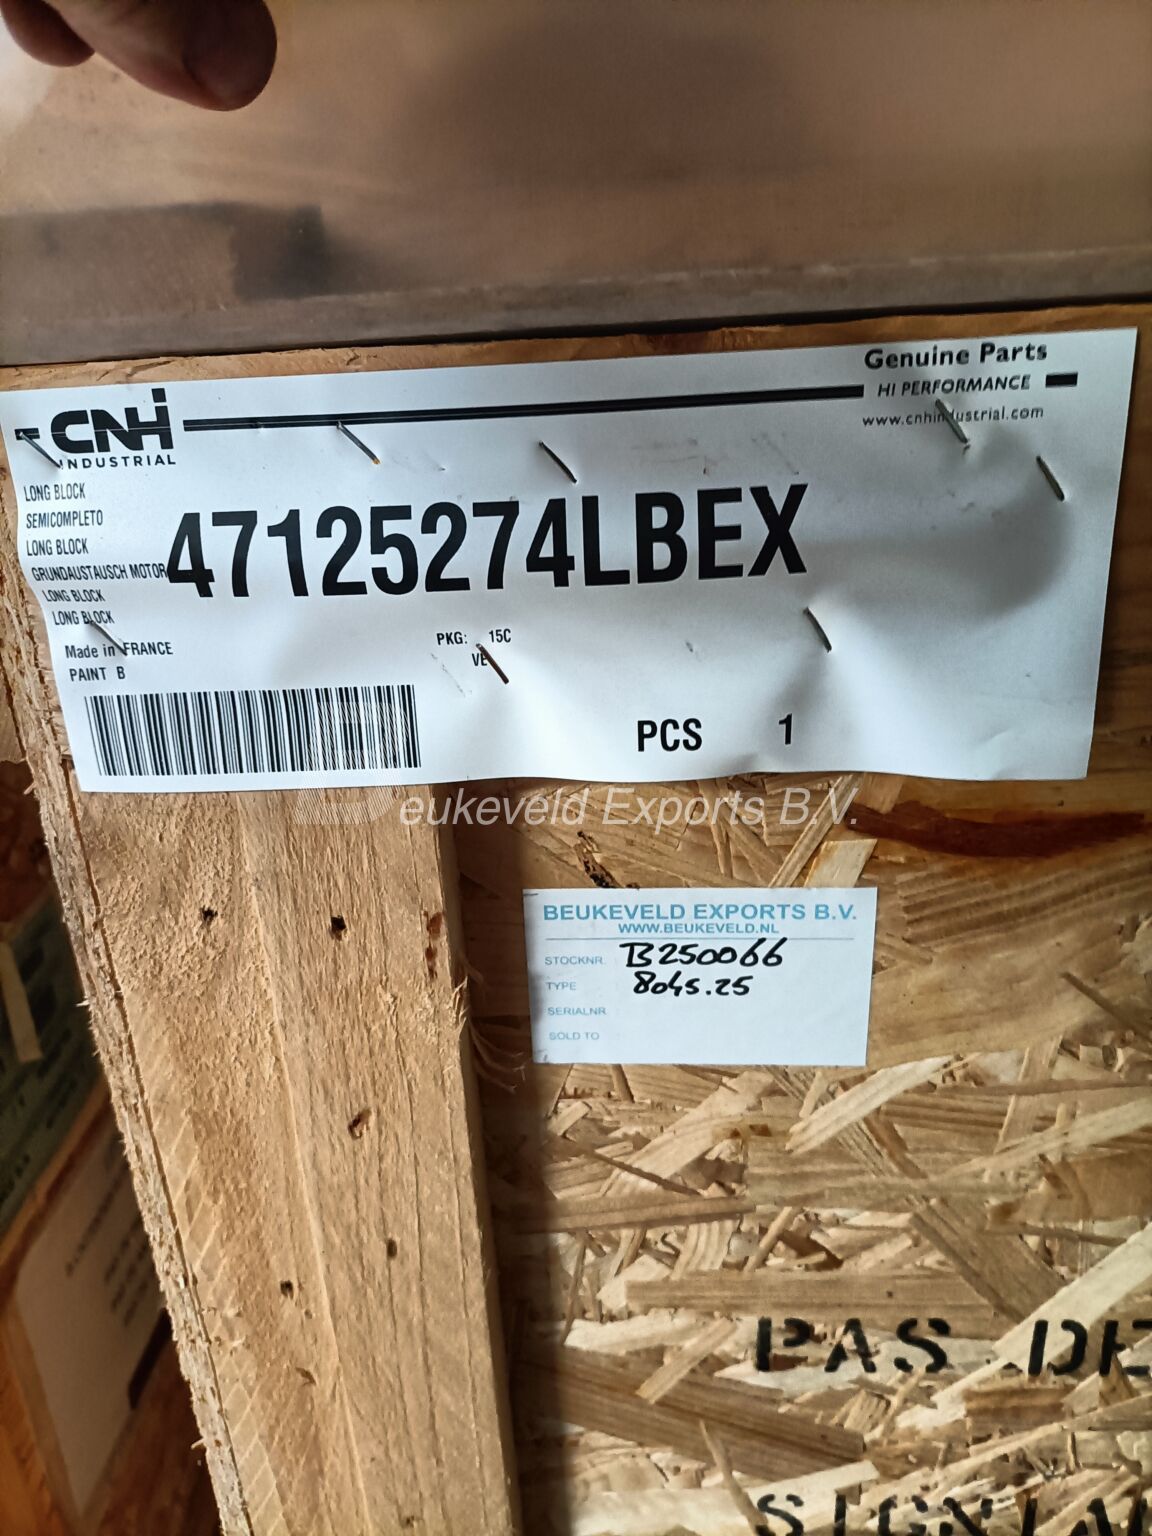 Genuine Parts
HI PERFORMANCE
www.cnhindustrial.com
CNH
INDUSTRIAL
LONG BLOCK
SEMICOMPLETO
LONG BLOCK
GRUNDAUSTAUSCH MOTOR
LONG BLOCK
LONG BLOCK
47125274LBEX
Made in FRANCE
PAINT B
PKG: 15C
VE
PCS 1
Beukeveld Exports B.V.
BEUKEVELD EXPORTS B.V.
WWW.BEUKEVELD.NL
STOCKNR. B250066
TYPE 8045.25
SERIALNR
SOLD TO
PAS DE